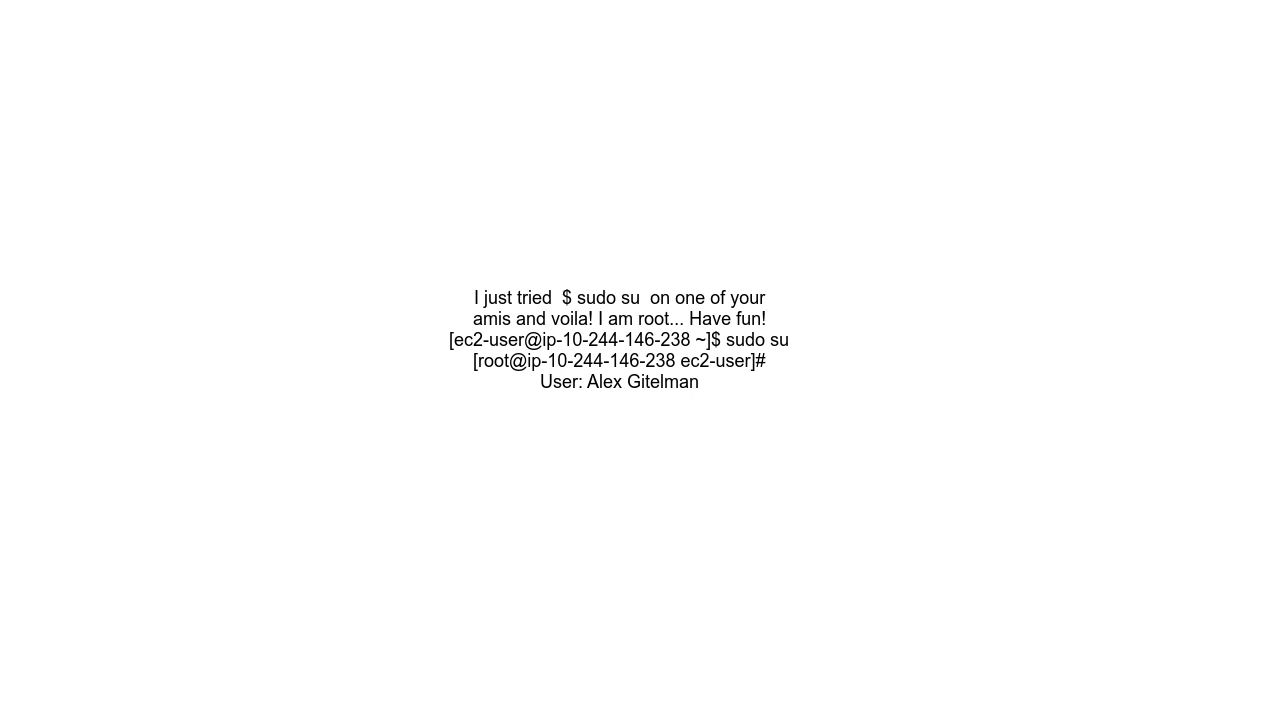 I just tried  $ sudo su  on one of your
amis and voila! I am root... Have fun!
[ec2-user@ip-10-244-146-238 ~]$ sudo su
[root@ip-10-244-146-238 ec2-user]#
User: Alex Gitelman